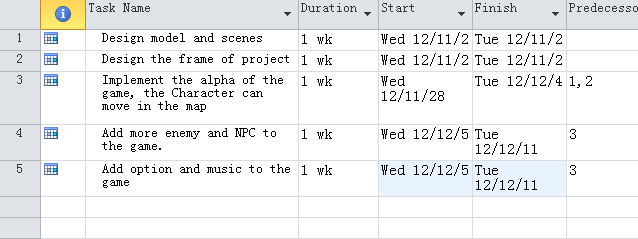 Task Name Duration Start Finish Predecesso
1 Design model and scenes 1 wk Wed 12/11/2 Tue 12/11/2
2 Design the frame of project 1 wk Wed 12/11/2 Tue 12/11/2
3 Implement the alpha of the 1 wk Wed Tue 12/12/4 1,2
game, the Character can 12/11/28
move in the map
4 Add more enemy and NPC to 1 wk Wed 12/12/5 Tue 3
the game. 12/12/11
5 Add option and music to the 1 wk Wed 12/12/5 Tue 3
game 12/12/11